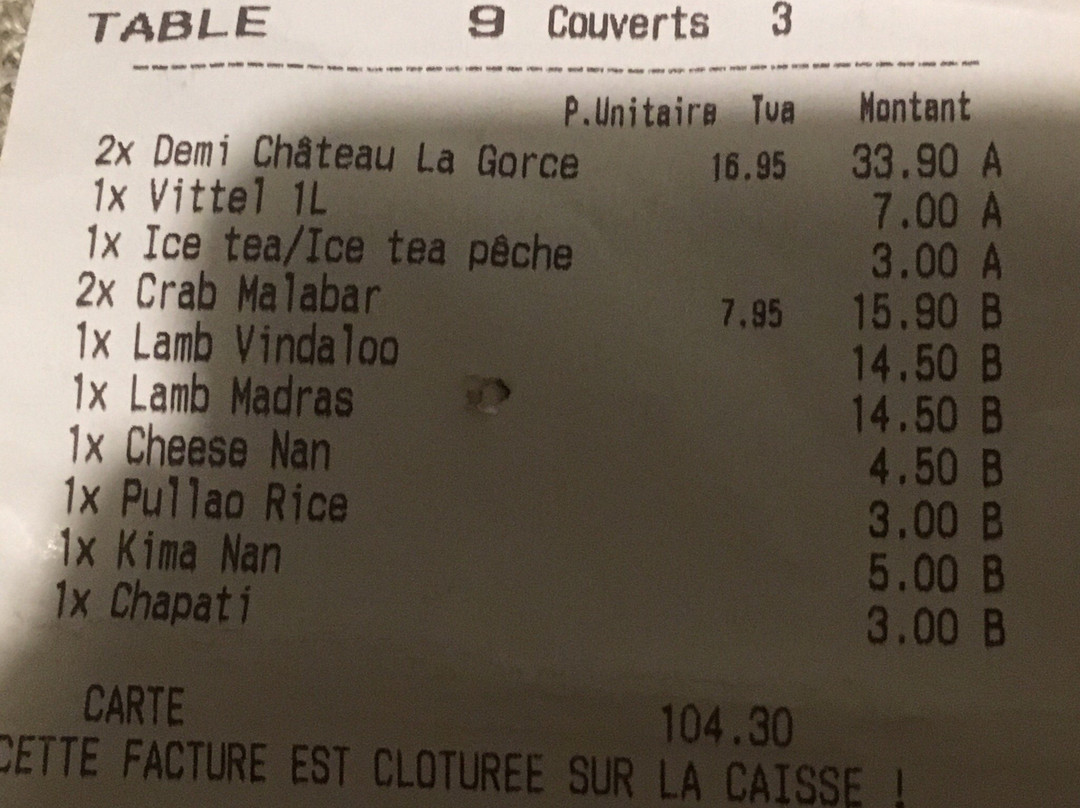 TABLE 9 Couverts 3
P.Unitaire Tva Montant
2x Demi Château La Gorce 16.95 33.90 A
1x Vittel 1L 7.00 A
1x Ice tea/Ice tea pêche 3.00 A
2x Crab Malabar 7.95 15.90 B
1x Lamb Vindaloo 14.50 B
1x Lamb Madras 14.50 B
1x Cheese Nan 4.50 B
1x Pullao Rice 3.00 B
1x Kima Nan 5.00 B
1x Chapati 3.00 B
CARTE 104.30
CETTE FACTURE EST CLOTUREE SUR LA CAISSE !